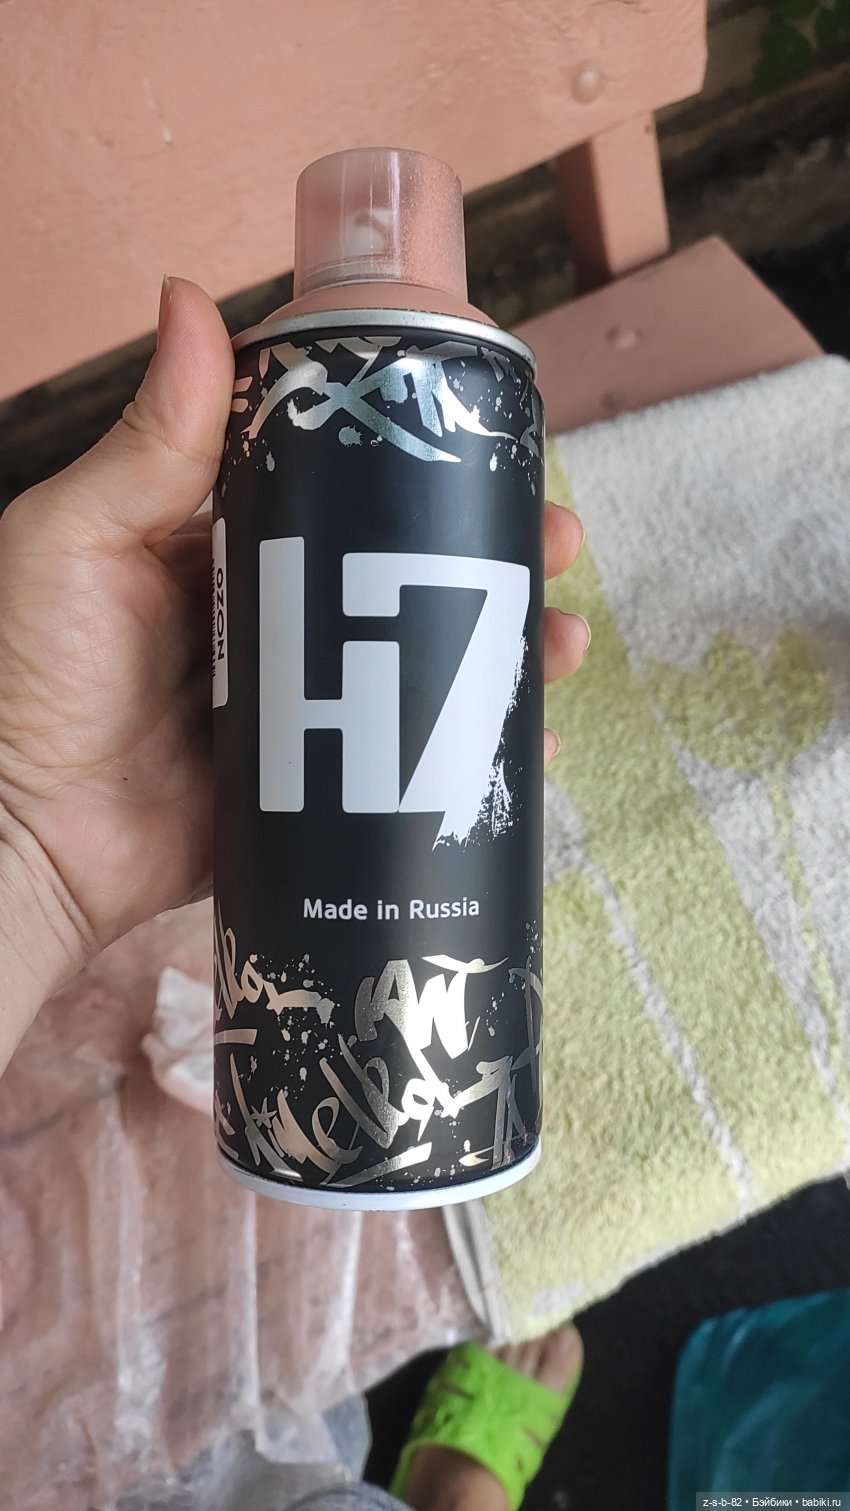 H7
OZON
Made in Russia
z-s-b-82 • Бэйбики • babiki.ru